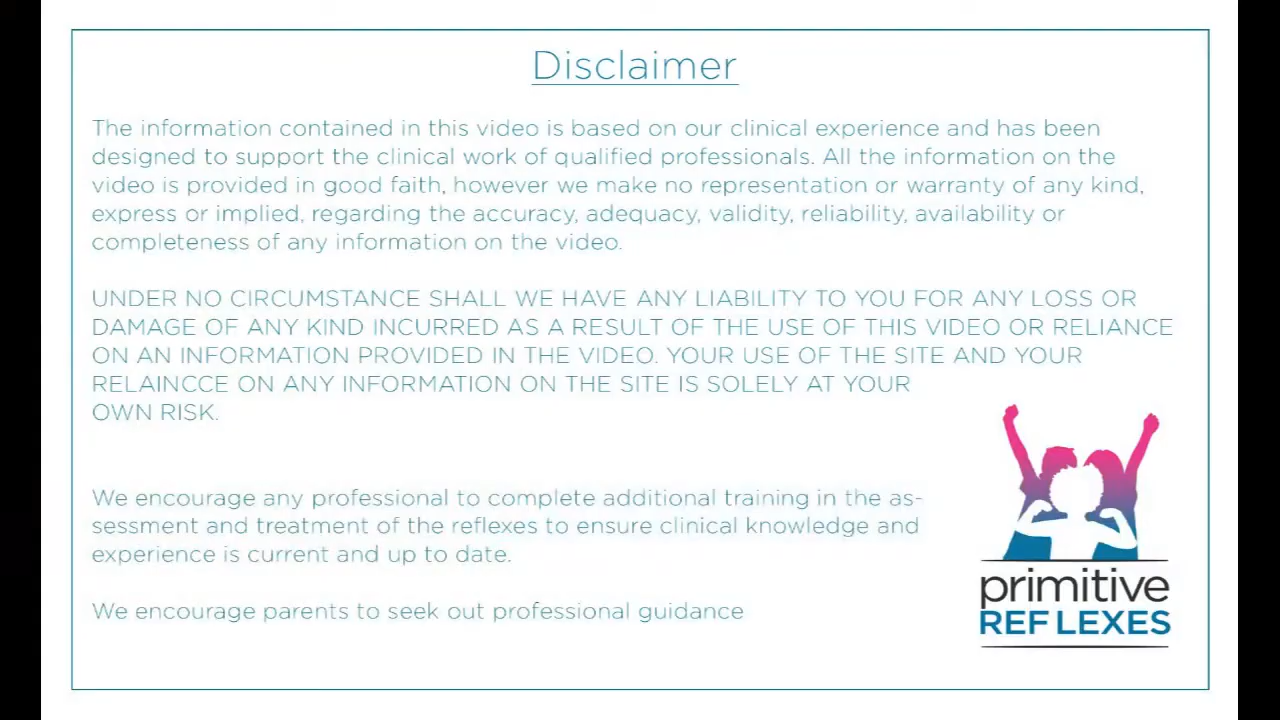 Disclaimer
The information contained in this video is based on our clinical experience and has been
designed to support the clinical work of qualified professionals. All the information on the
video is provided in good faith, however we make no representation or warranty of any kind,
express or implied, regarding the accuracy, adequacy, validity, reliability, availability or
completeness of any information on the video.
UNDER NO CIRCUMSTANCE SHALL WE HAVE ANY LIABILITY TO YOU FOR ANY LOSS OR
DAMAGE OF ANY KIND INCURRED AS A RESULT OF THE USE OF THIS VIDEO OR RELIANCE
ON AN INFORMATION PROVIDED IN THE VIDEO. YOUR USE OF THE SITE AND YOUR
RELAINCCE ON ANY INFORMATION ON THE SITE IS SOLELY AT YOUR
OWN RISK.
We encourage any professional to complete additional training in the as-
sessment and treatment of the reflexes to ensure clinical knowledge and
experience is current and up to date.
We encourage parents to seek out professional guidance
primitive
REFLEXES